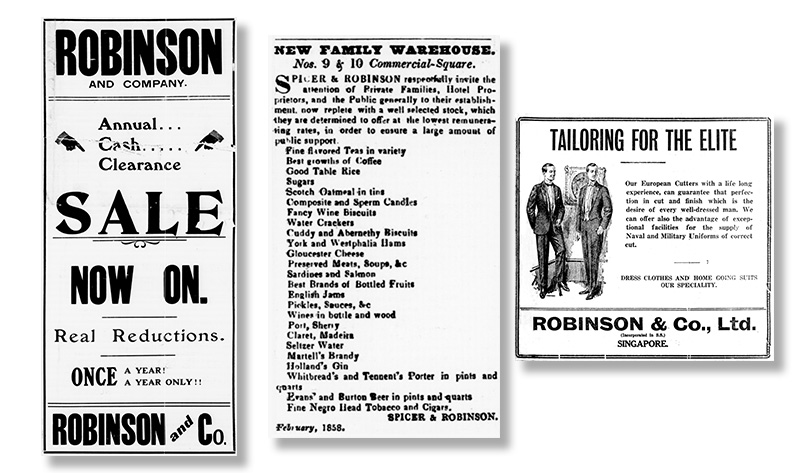 ROBINSON
AND COMPANY.
Annual...
Cash......
Clearance
SALE
NOW ON.
Real Reductions.
ONCE A YEAR!
A YEAR ONLY!!
ROBINSON and Co.
NEW FAMILY WAREHOUSE.
Nos. 9 & 10 Commercial-Square.
SPICER & ROBINSON respectfully invite the
attention of Private Families, Hotel Pro-
prietors, and the Public generally to their establish-
ment, now replete with a well selected stock, which
they are determined to offer at the lowest remunera-
ting rates, in order to ensure a large amount of
public support.
Fine flavored Teas in variety
Best growths of Coffee
Good Table Rice
Sugars
Scotch Oatmeal in tins
Composite and Sperm Candles
Fancy Wine Biscuits
Water Crackers
Cuddy and Abernethy Biscuits
York and Westphalia Hams
Gloucester Cheese
Preserved Meats, Soups, &c
Sardines and Salmon
Best Brands of Bottled Fruits
English Jams
Pickles, Sauces, &c
Wines in bottle and wood
Port, Sherry
Claret, Madeira
Seltzer Water
Martell's Brandy
Holland's Gin
Whitbread's and Tennent's Porter in pints and
quarts
Evans' and Burton Beer in pints and quarts
Fine Negro Head Tobacco and Cigars.
SPICER & ROBINSON.
February, 1858.
TAILORING FOR THE ELITE
Our European Cutters with a life long
experience, can guarantee that perfec-
tion in cut and finish which is the
desire of every well-dressed man. We
can offer also the advantage of excep-
tional facilities for the supply of
Naval and Military Uniforms of correct
cut.
DRESS CLOTHES AND HOME GOING SUITS
OUR SPECIALITY.
ROBINSON & Co., Ltd.
(Incorporated in S.S.)
SINGAPORE.